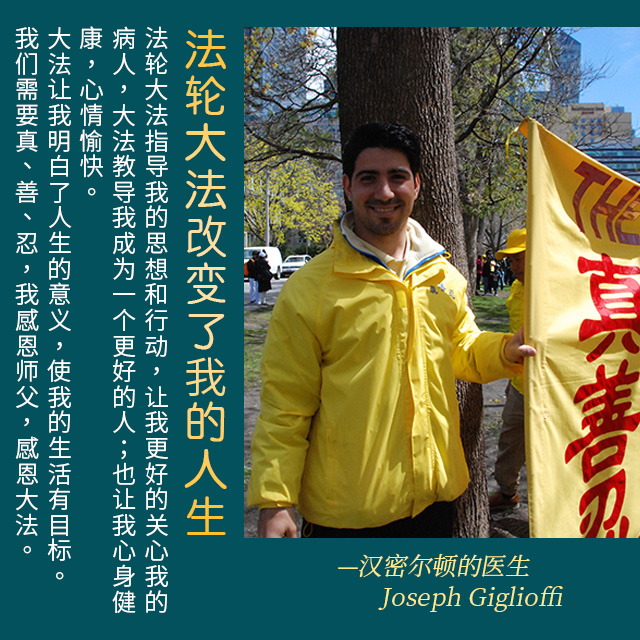 法轮大法改变了我的人生
法轮大法指导我的思想和行动，让我更好的关心我的
病人，大法教导我成为一个更好的人；也让我心身健
康，心情愉快。
大法让我明白了人生的意义，使我的生活有目标。
我们需要真、善、忍，我感恩师父，感恩大法。
THE
真善忍
—汉密尔顿的医生
Joseph Giglioffi